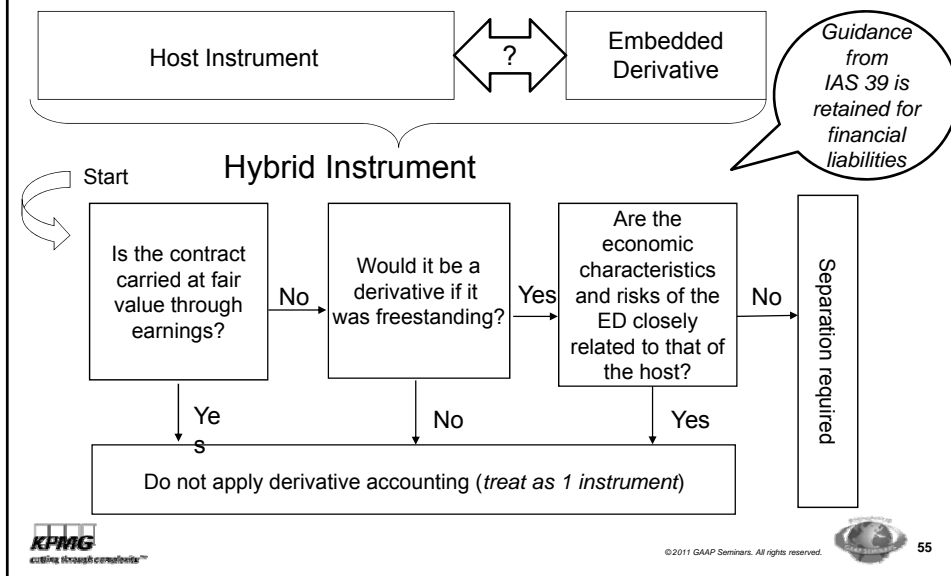 Host Instrument
?
Embedded
Derivative
Guidance
from
IAS 39 is
retained for
financial
liabilities
Hybrid Instrument
Start
Is the contract
carried at fair
value through
earnings?
No
Would it be a
derivative if it
was freestanding?
Yes
Are the
economic
characteristics
and risks of the
ED closely
related to that of
the host?
No
Separation required
Ye
s
No
Yes
Do not apply derivative accounting (treat as 1 instrument)
KPMG
cutting through complexity™
©2011 GAAP Seminars. All rights reserved.
GAAP SEMINARS
55